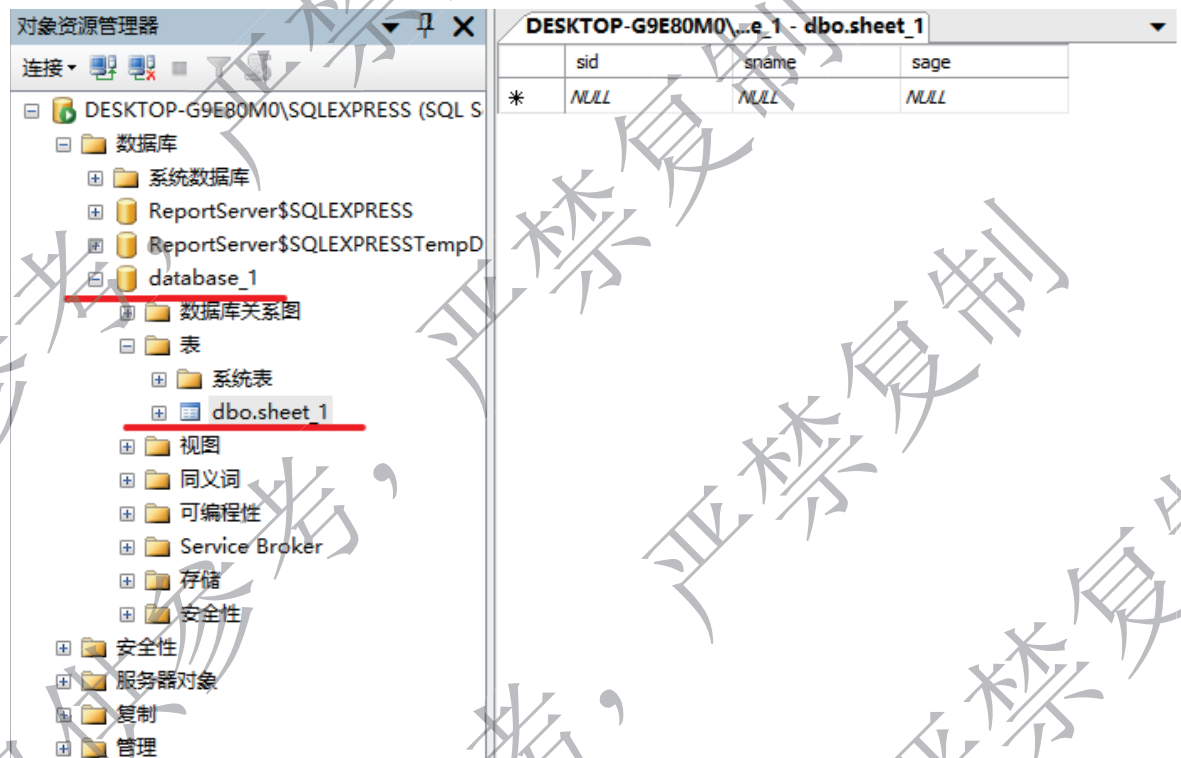 对象资源管理器
连接
DESKTOP-G9E80M0\SQLEXPRESS (SQL S
数据库
系统数据库
ReportServer$SQLEXPRESS
ReportServer$SQLEXPRESSTempD
database_1
数据库关系图
表
系统表
dbo.sheet_1
视图
同义词
可编程性
Service Broker
存储
安全性
安全性
服务器对象
复制
管理
DESKTOP-G9E80M0\...e_1 - dbo.sheet_1
sid sname sage
NULL NULL NULL
仅供参考，严禁复制
严禁复制